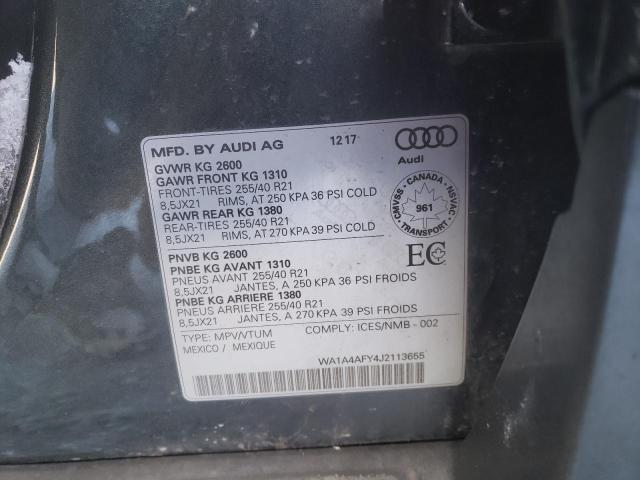 MFD. BY AUDI AG 12 17
Audi
GVWR KG 2600
GAWR FRONT KG 1310
FRONT-TIRES 255/40 R21
8,5JX21 RIMS, AT 250 KPA 36 PSI COLD
GAWR REAR KG 1380
REAR-TIRES 255/40 R21
8,5JX21 RIMS, AT 270 KPA 39 PSI COLD
CANADA
CMVSS - NSVAC
961
TRANSPORT
PNVB KG 2600
PNBE KG AVANT 1310
PNEUS AVANT 255/40 R21
8,5JX21 JANTES, A 250 KPA 36 PSI FROIDS
PNBE KG ARRIERE 1380
PNEUS ARRIERE 255/40 R21
8,5JX21 JANTES, A 270 KPA 39 PSI FROIDS
EC
TYPE: MPV/VTUM COMPLY: ICES/NMB - 002
MEXICO / MEXIQUE
WA1A4AFY4J2113655